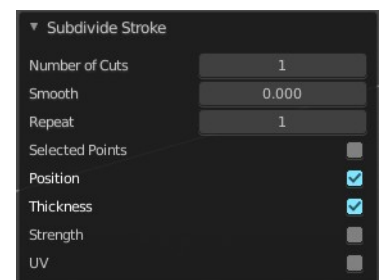 Subdivide Stroke
Number of Cuts 1
Smooth 0.000
Repeat 1
Selected Points
Position
Thickness
Strength
UV